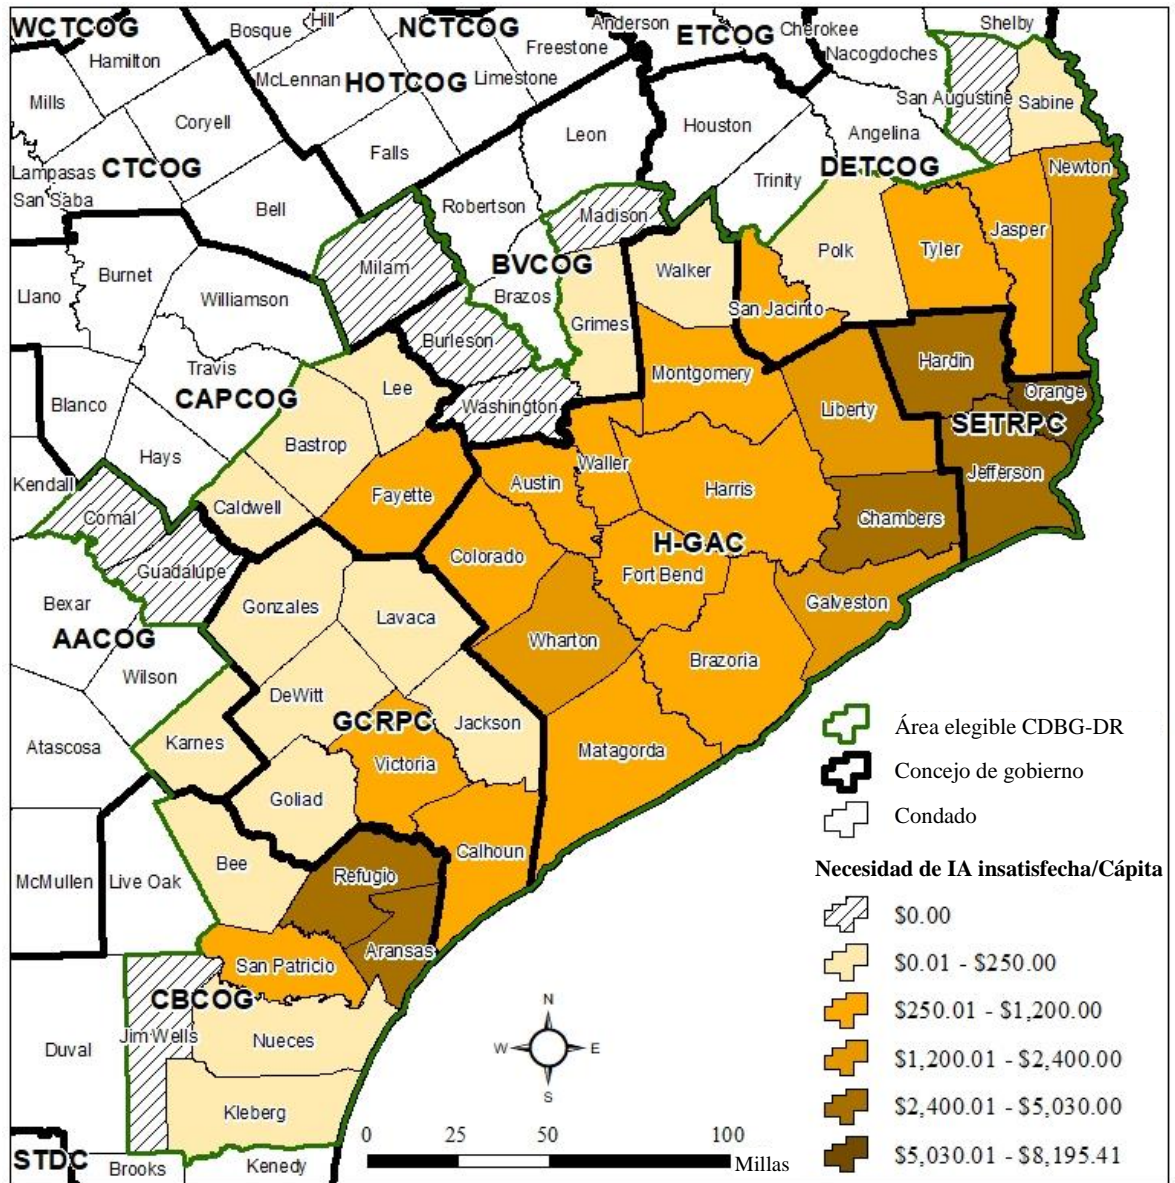 WCTCOG
Hill
NCTCOG
Anderson
ETCOG
Cherokee
Shelby
Bosque
Freestone
Nacogdoches
Hamilton
McLennan
HOTCOG
Limestone
San Augustine
Sabine
Mills
Coryell
Leon
Houston
Angelina
Falls
DETCOG
Newton
Lampasas
CTCOG
Trinity
San Saba
Bell
Robertson
Madison
Jasper
Polk
Tyler
Milam
BVCOG
Walker
Burnet
Llano
Williamson
Brazos
San Jacinto
Grimes
Burleson
Travis
Hardin
Montgomery
Lee
Orange
CAPCOG
Blanco
Washington
Liberty
SETRPC
Bastrop
Hays
Waller
Jefferson
Kendall
Austin
Harris
Fayette
Caldwell
Comal
Chambers
H-GAC
Colorado
Guadalupe
Fort Bend
Bexar
Gonzales
Lavaca
Galveston
AACOG
Wharton
Brazoria
Wilson
DeWitt
GCRPC
Jackson
Atascosa
Karnes
Matagorda
Victoria
Goliad
Calhoun
Bee
Refugio
McMullen
Live Oak
Aransas
San Patricio
CBCOG
Jim Wells
Duval
Nueces
Kleberg
STDC
Brooks
Kenedy
Área elegible CDBG-DR
Concejo de gobierno
Condado
Necesidad de IA insatisfecha/Cápita
$0.00
$0.01 - $250.00
$250.01 - $1,200.00
$1,200.01 - $2,400.00
$2,400.01 - $5,030.00
$5,030.01 - $8,195.41
N
W
E
S
0 25 50 100
Millas